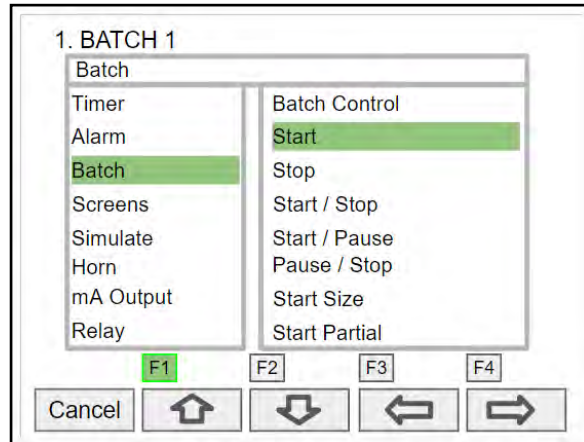 1. BATCH 1
Batch
Timer
Alarm
Batch
Screens
Simulate
Horn
mA Output
Relay
Batch Control
Start
Stop
Start / Stop
Start / Pause
Pause / Stop
Start Size
Start Partial
F1 F2 F3 F4
Cancel